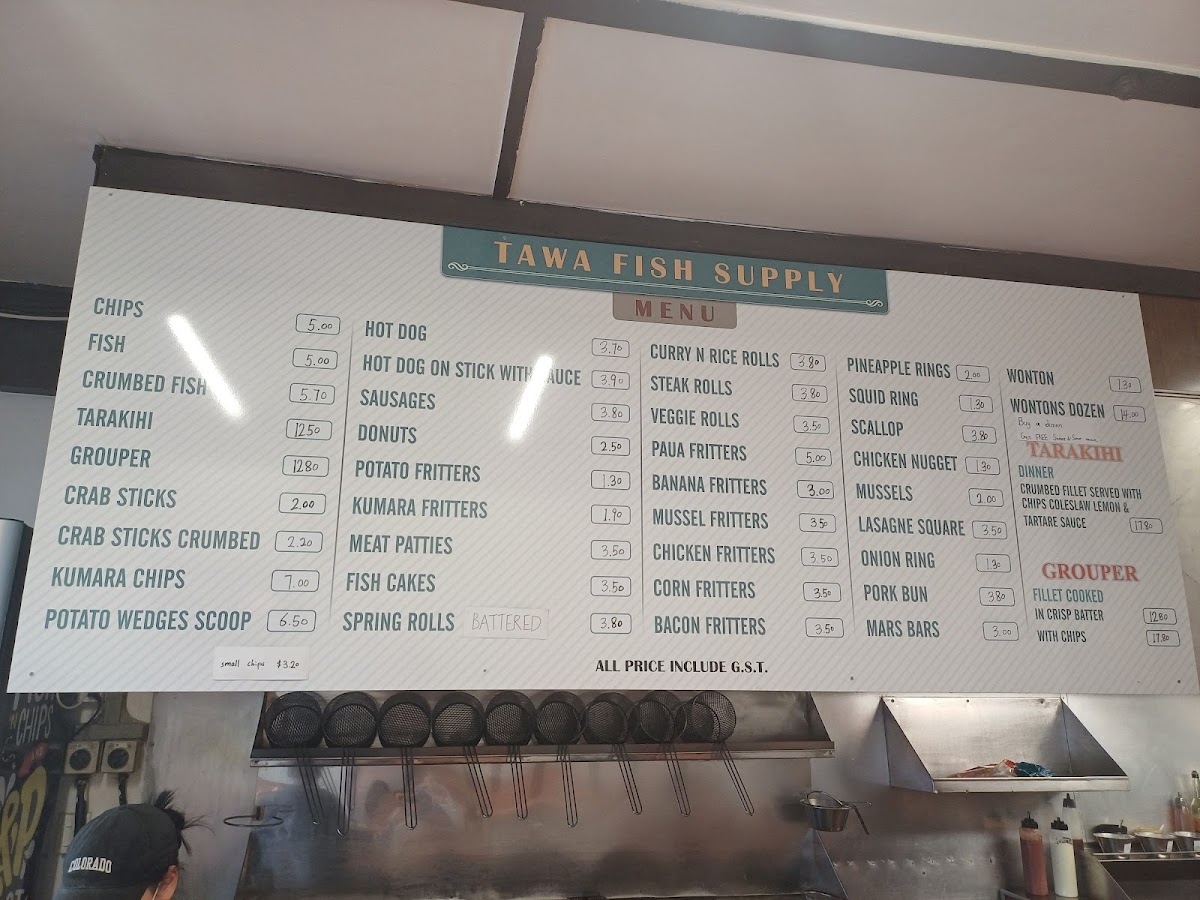 TAWA FISH SUPPLY
MENU
CHIPS 5.00
FISH 5.00
CRUMBED FISH 5.70
TARAKIHI 12.50
GROUPER 12.80
CRAB STICKS 2.00
CRAB STICKS CRUMBED 2.20
KUMARA CHIPS 7.00
POTATO WEDGES SCOOP 6.50
small chips $3.20
HOT DOG 3.70
HOT DOG ON STICK WITH SAUCE 3.90
SAUSAGES 3.80
DONUTS 2.50
POTATO FRITTERS 1.30
KUMARA FRITTERS 1.90
MEAT PATTIES 3.50
FISH CAKES 3.50
SPRING ROLLS BATTERED 3.80
CURRY N RICE ROLLS 3.80
STEAK ROLLS 3.80
VEGGIE ROLLS 3.50
PAUA FRITTERS 5.00
BANANA FRITTERS 3.00
MUSSEL FRITTERS 3.50
CHICKEN FRITTERS 3.50
CORN FRITTERS 3.50
BACON FRITTERS 3.50
PINEAPPLE RINGS 2.00
SQUID RING 1.30
SCALLOP 3.80
CHICKEN NUGGET 1.30
MUSSELS 2.00
LASAGNE SQUARE 3.50
ONION RING 1.30
PORK BUN 3.80
MARS BARS 3.00
WONTON 1.30
WONTONS DOZEN 14.00
Buy a dozen
FREE Sweet & Sour
TARAKIHI
DINNER
CRUMBED FILLET SERVED WITH
CHIPS COLESLAW LEMON &
TARTARE SAUCE 17.80
GROUPER
FILLET COOKED
IN CRISP BATTER 12.80
WITH CHIPS 17.80
ALL PRICE INCLUDE G.S.T.
CHIPS
COLORADO